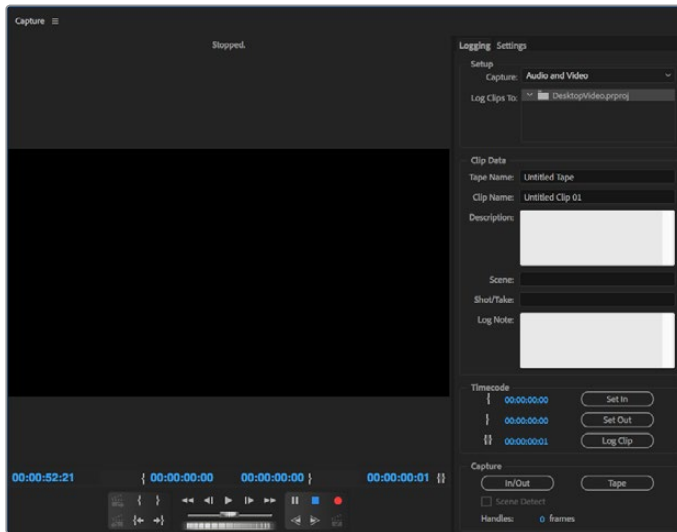 Capture
Stopped.
Logging Settings
Setup
Capture: Audio and Video
Log Clips To: DesktopVideo.prproj
Clip Data
Tape Name: Untitled Tape
Clip Name: Untitled Clip 01
Description:
Scene:
Shot/Take:
Log Note:
Timecode
{ 00:00:00:00 Set In
} 00:00:00:00 Set Out
{} 00:00:00:01 Log Clip
00:00:52:21 { 00:00:00:00 00:00:00:00 } 00:00:00:01 {}
Capture
In/Out Tape
Scene Detect
Handles: 0 frames